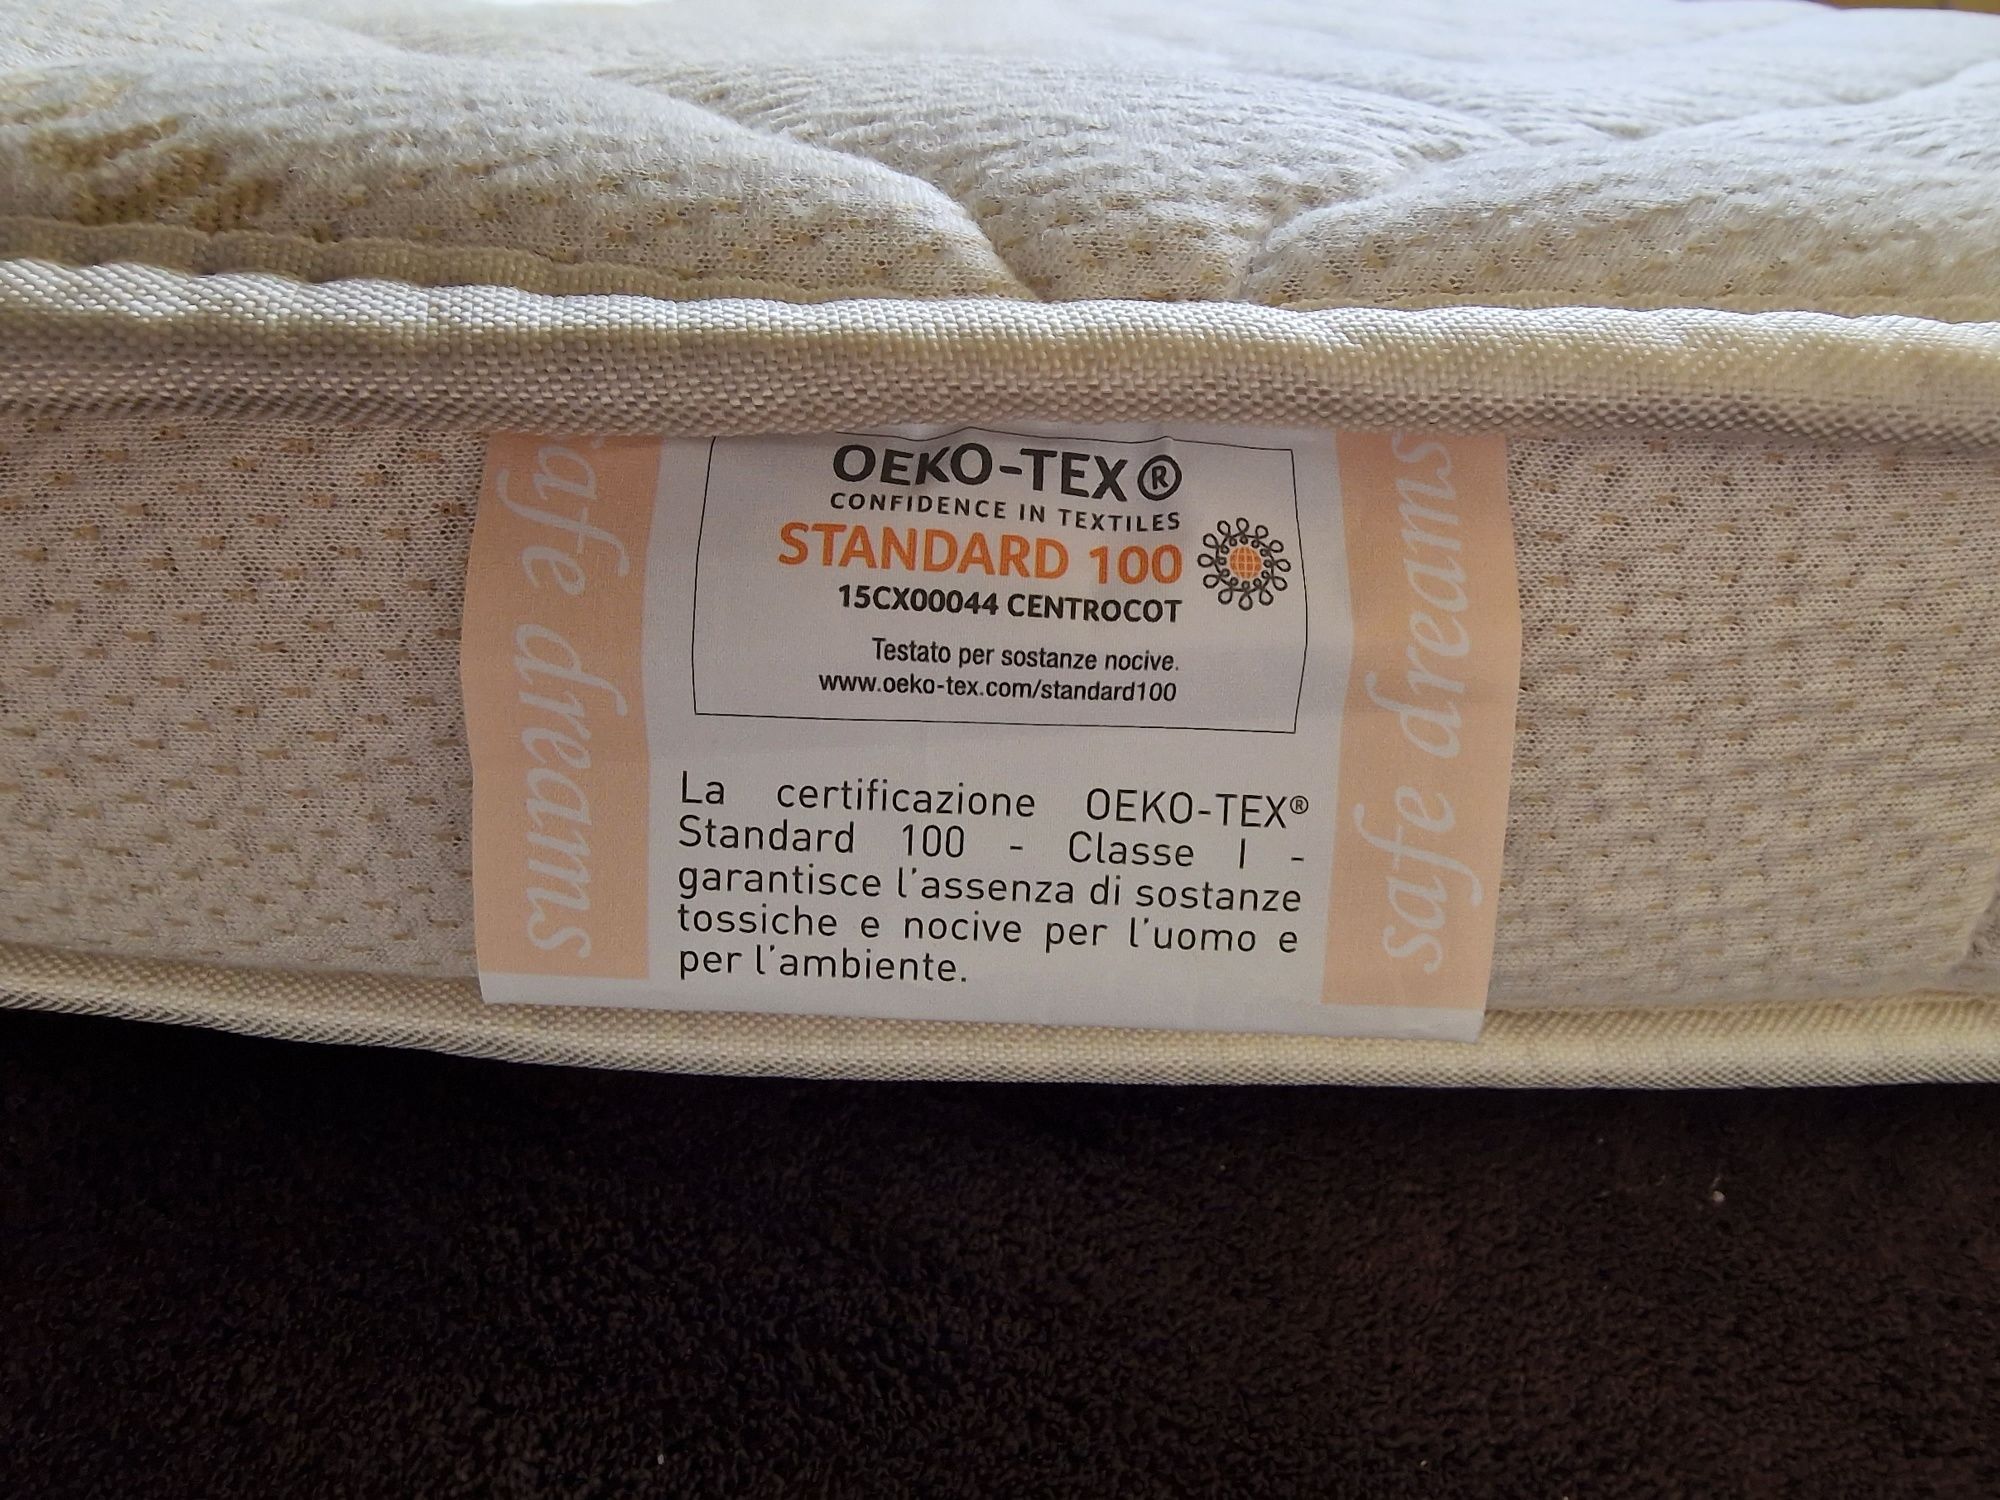 OEKO-TEX®
CONFIDENCE IN TEXTILES
STANDARD 100
15CX00044 CENTROCOT
Testato per sostanze nocive.
www.oeko-tex.com/standard100
La certificazione OEKO-TEX®
Standard 100 - Classe I -
garantisce l'assenza di sostanze
tossiche e nocive per l'uomo e
per l'ambiente.
dreams
safe dreams